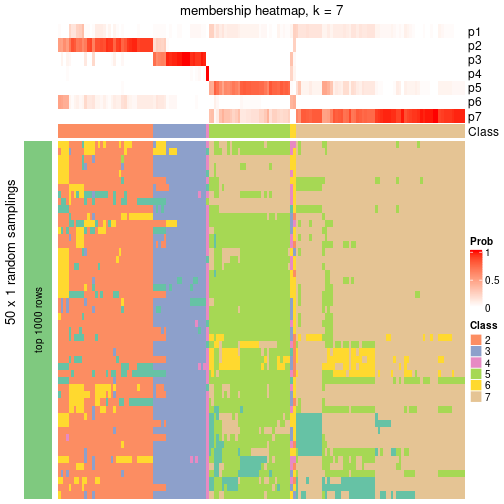 membership heatmap, k = 7
p1
p2
p3
p4
p5
p6
p7
Class
50 x 1 random samplings
top 1000 rows
Prob
1
0.5
0
Class
2
3
4
5
6
7